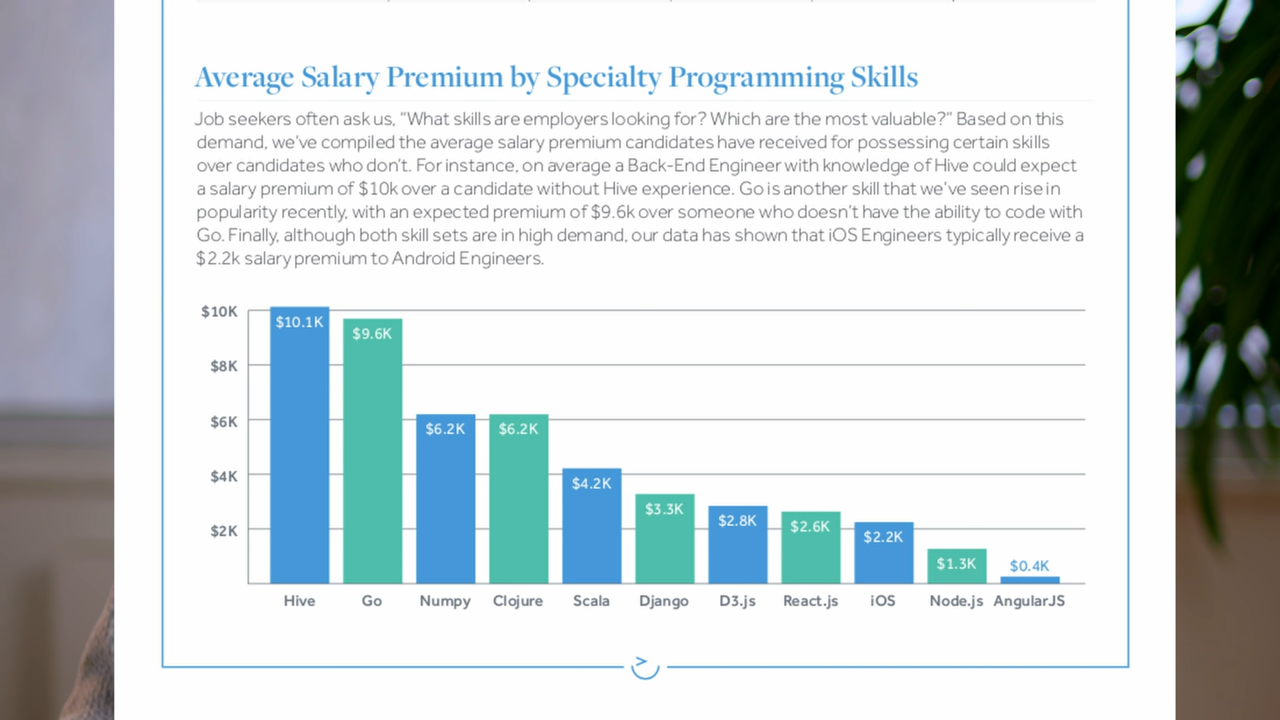 Average Salary Premium by Specialty Programming Skills
Job seekers often ask us, "What skills are employers looking for? Which are the most valuable?" Based on this
demand, we've compiled the average salary premium candidates have received for possessing certain skills
over candidates who don't. For instance, on average a Back-End Engineer with knowledge of Hive could expect
a salary premium of $10k over a candidate without Hive experience. Go is another skill that we've seen rise in
popularity recently, with an expected premium of $9.6k over someone who doesn't have the ability to code with
Go. Finally, although both skill sets are in high demand, our data has shown that iOS Engineers typically receive a
$2.2k salary premium to Android Engineers.
$10K
$8K
$6K
$4K
$2K
$10.1K
$9.6K
$6.2K
$6.2K
$4.2K
$3.3K
$2.8K
$2.6K
$2.2K
$1.3K
$0.4K
Hive Go Numpy Clojure Scala Django D3.js React.js iOS Node.js AngularJS